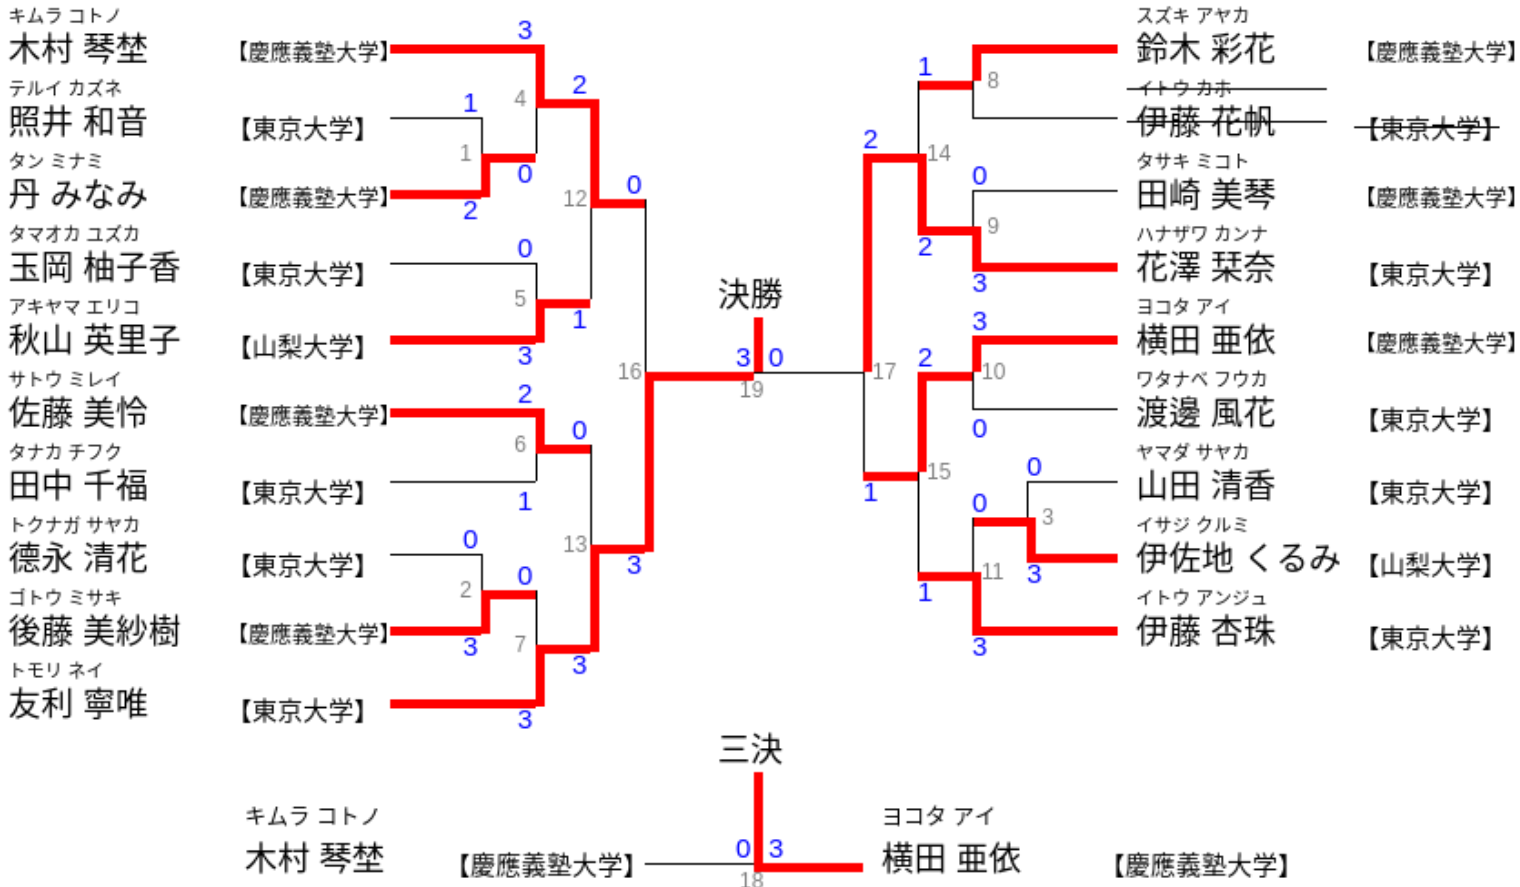 キムラ コトノ
木村 琴埜 【慶應義塾大学】
テルイ カズネ
照井 和音 【東京大学】
タン ミナミ
丹 みなみ 【慶應義塾大学】
タマオカ ユズカ
玉岡 柚子香 【東京大学】
アキヤマ エリコ
秋山 英里子 【山梨大学】
サトウ ミレイ
佐藤 美怜 【慶應義塾大学】
タナカ チフク
田中 千福 【東京大学】
トクナガ サヤカ
德永 清花 【東京大学】
ゴトウ ミサキ
後藤 美紗樹 【慶應義塾大学】
トモリ ネイ
友利 寧唯 【東京大学】
3
1
4
2
1
0
2
12
0
0
5
1
3
2
6
0
1
13
3
0
2
0
3
7
3
3
16
決勝
3 0
19
17
2
1
1
14
2
8
0
9
3
3
2
10
0
15
0
0
3
3
1
11
3
スズキ アヤカ
鈴木 彩花 【慶應義塾大学】
イトウ カホ
伊藤 花帆 【東京大学】
タサキ ミコト
田崎 美琴 【慶應義塾大学】
ハナザワ カンナ
花澤 栞奈 【東京大学】
ヨコタ アイ
横田 亜依 【慶應義塾大学】
ワタナベ フウカ
渡邊 風花 【東京大学】
ヤマダ サヤカ
山田 清香 【東京大学】
イサジ クルミ
伊佐地 くるみ 【山梨大学】
イトウ アンジュ
伊藤 杏珠 【東京大学】
三決
キムラ コトノ
木村 琴埜 【慶應義塾大学】
0 3
18
ヨコタ アイ
横田 亜依 【慶應義塾大学】